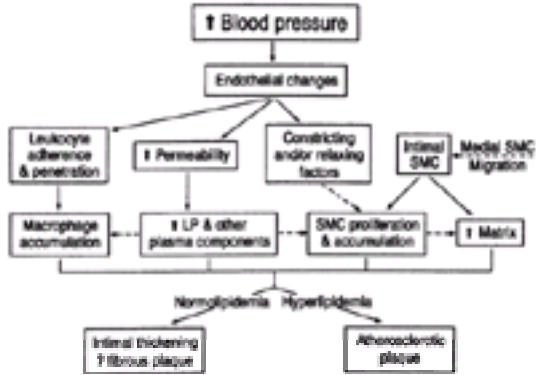 ↑ Blood pressure
Endothelial changes
Leukocyte
adherence
& penetration
↑ Permeability
Constricting
and/or relaxing
factors
Intimal
SMC
Medial SMC
Migration
Macrophage
accumulation
↑ LP & other
plasma components
SMC proliferation
& accumulation
↑ Matrix
Normolipidemia
Hyperlipidemia
Intimal thickening
? fibrous plaque
Atherosclerotic
plaque